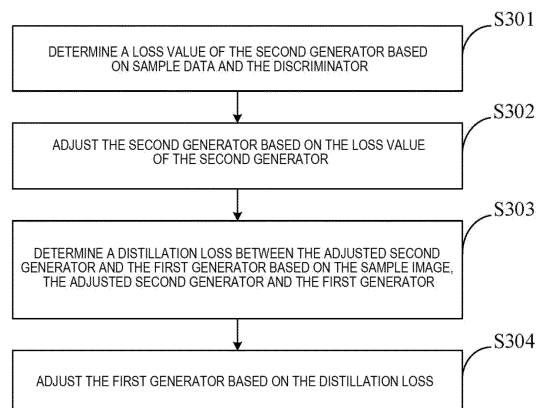 S301
DETERMINE A LOSS VALUE OF THE SECOND GENERATOR BASED
ON SAMPLE DATA AND THE DISCRIMINATOR
S302
ADJUST THE SECOND GENERATOR BASED ON THE LOSS VALUE
OF THE SECOND GENERATOR
S303
DETERMINE A DISTILLATION LOSS BETWEEN THE ADJUSTED SECOND
GENERATOR AND THE FIRST GENERATOR BASED ON THE SAMPLE IMAGE,
THE ADJUSTED SECOND GENERATOR AND THE FIRST GENERATOR
S304
ADJUST THE FIRST GENERATOR BASED ON THE DISTILLATION LOSS